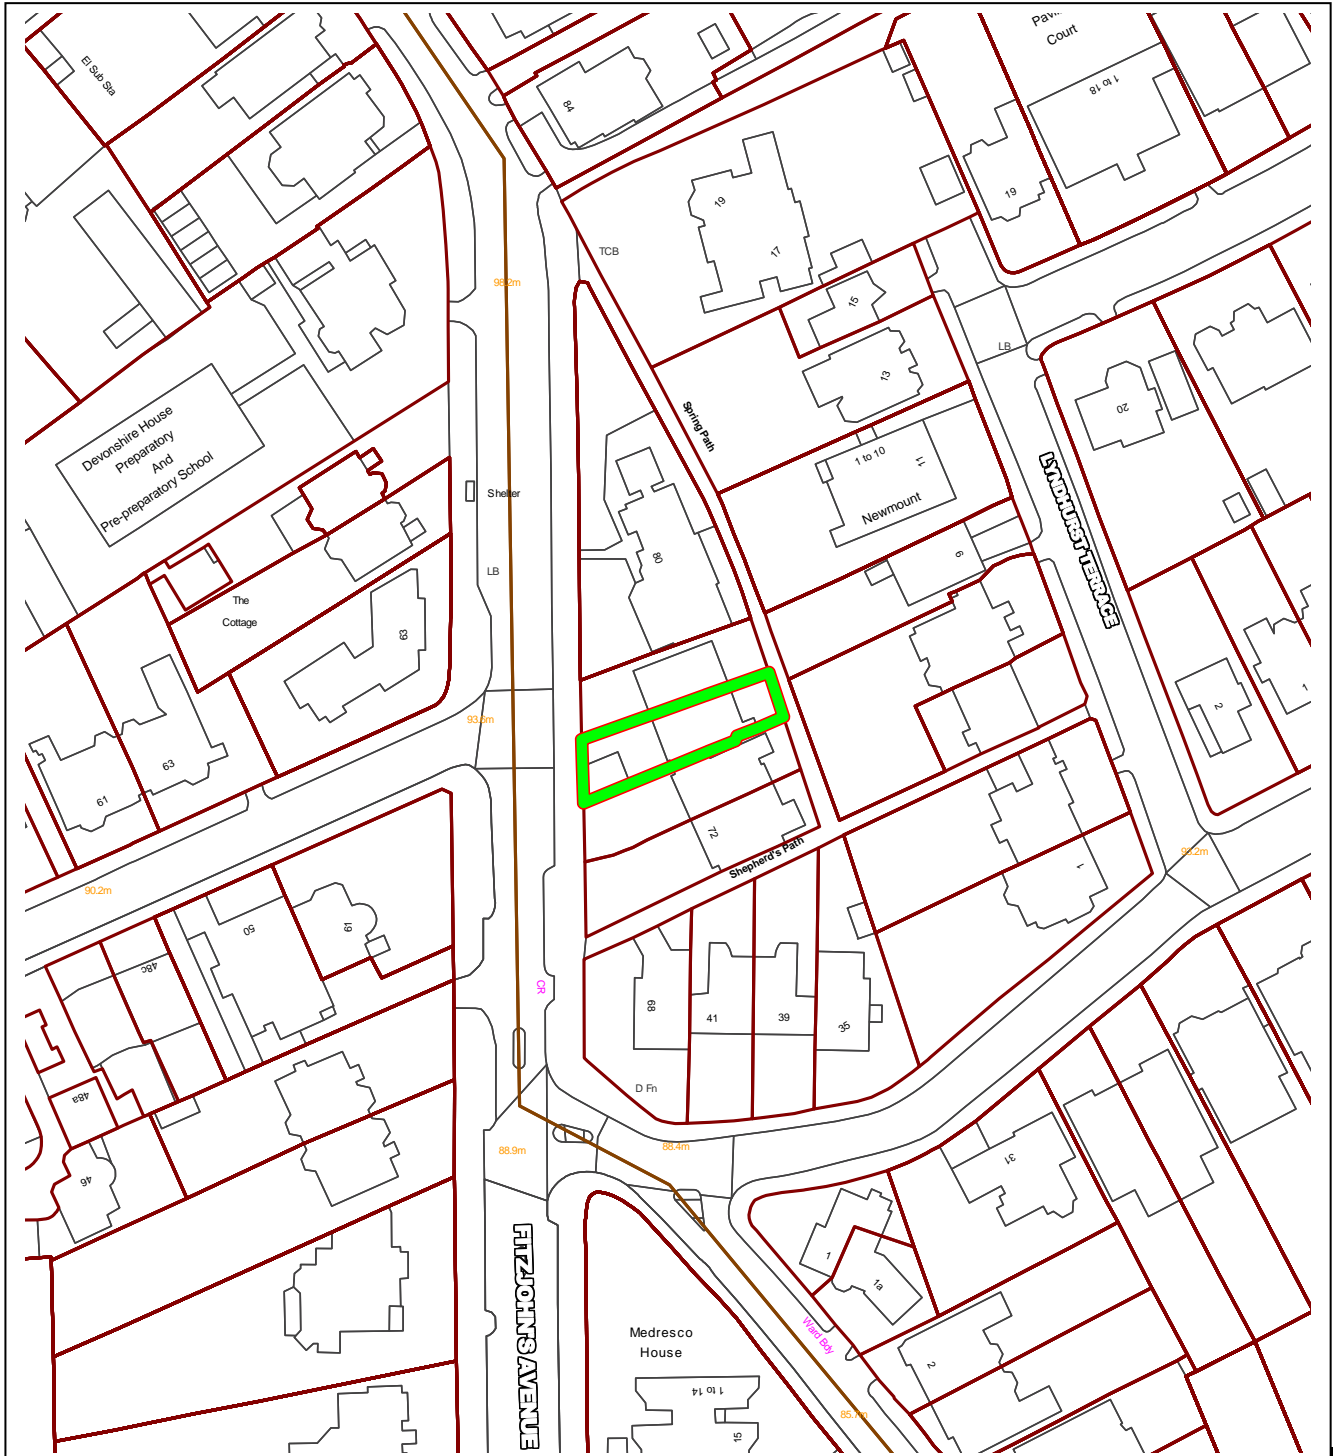 El Sub Sta
84
Court
1 to 18
19
19
17
TCB
98.2m
15
LB
13
20
Devonshire House
Preparatory
And
Pre-preparatory School
Spring Path
1 to 10
11
Newmount
LYNDHURST TERRACE
Shelter
80
9
LB
The
Cottage
63
2
1
93.6m
63
61
72
Shepherd's Path
1
93.2m
90.2m
50
61
48c
CR
68
41
39
35
D Fn
48a
46
88.9m
88.4m
31
1
1a
FITZJOHN'S AVENUE
Medresco
House
Ward Bdy
2
1 to 14
15
85.7m